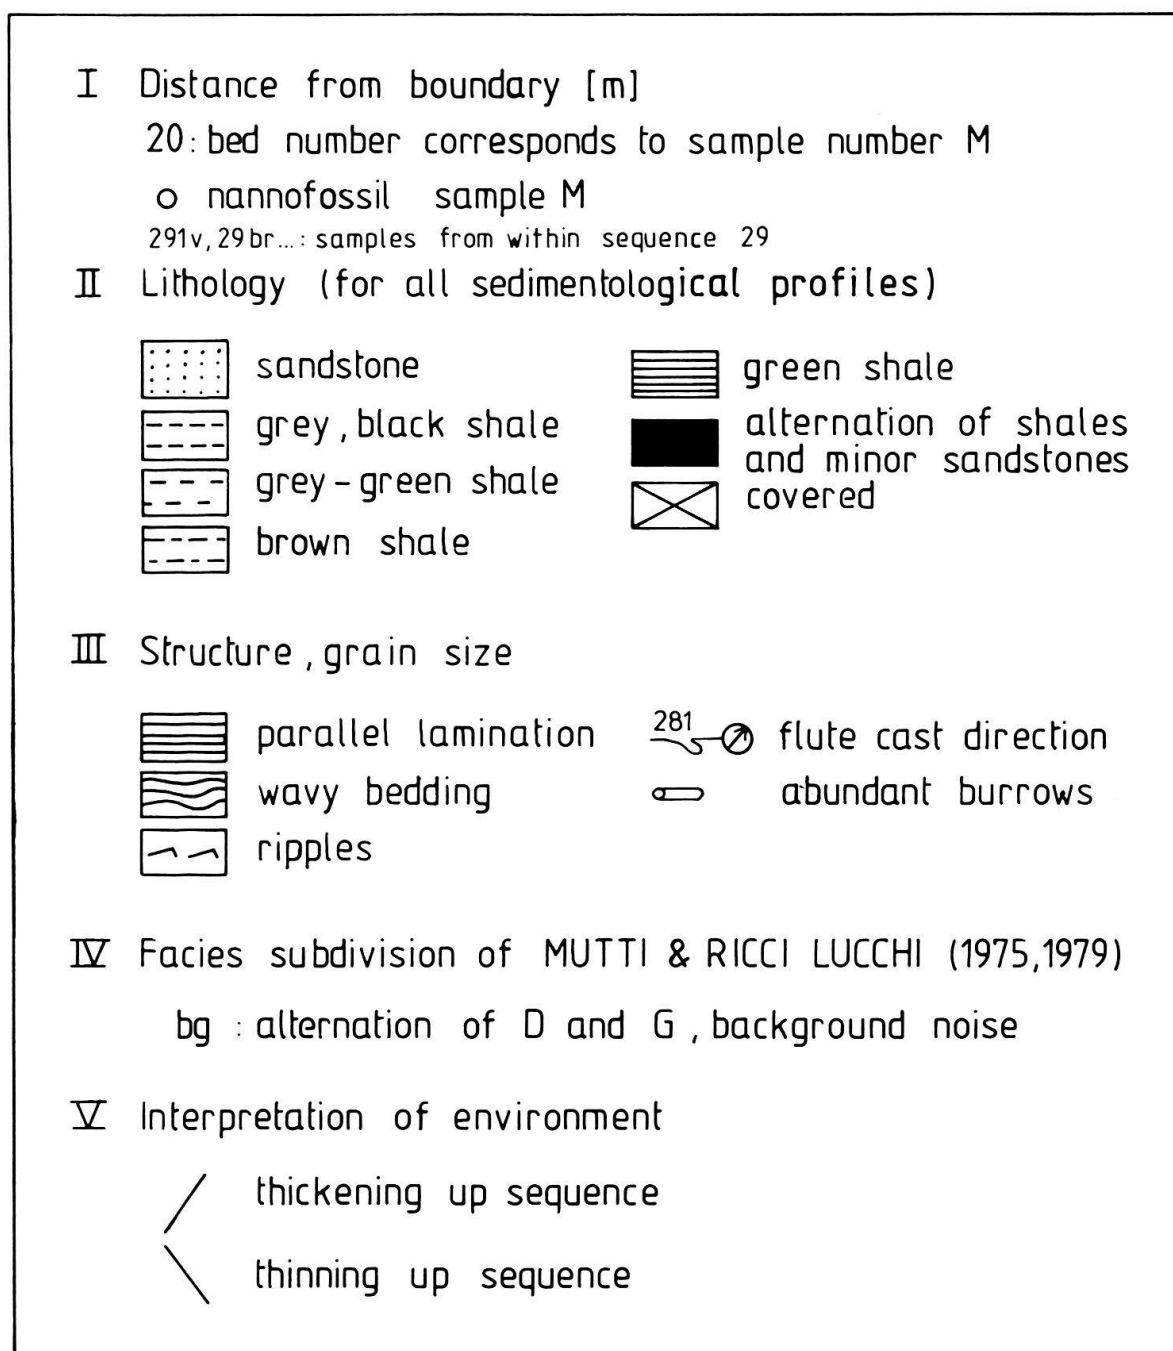 I Distance from boundary [m]
20: bed number corresponds to sample number M
o nannofossil sample M
291v, 29br...: samples from within sequence 29
II Lithology (for all sedimentological profiles)
sandstone
grey, black shale
grey-green shale
brown shale
green shale
alternation of shales
and minor sandstones
covered
III Structure, grain size
parallel lamination
wavy bedding
ripples
281 flute cast direction
abundant burrows
IV Facies subdivision of MUTTI & RICCI LUCCHI (1975,1979)
bg : alternation of D and G, background noise
V Interpretation of environment
thickening up sequence
thinning up sequence